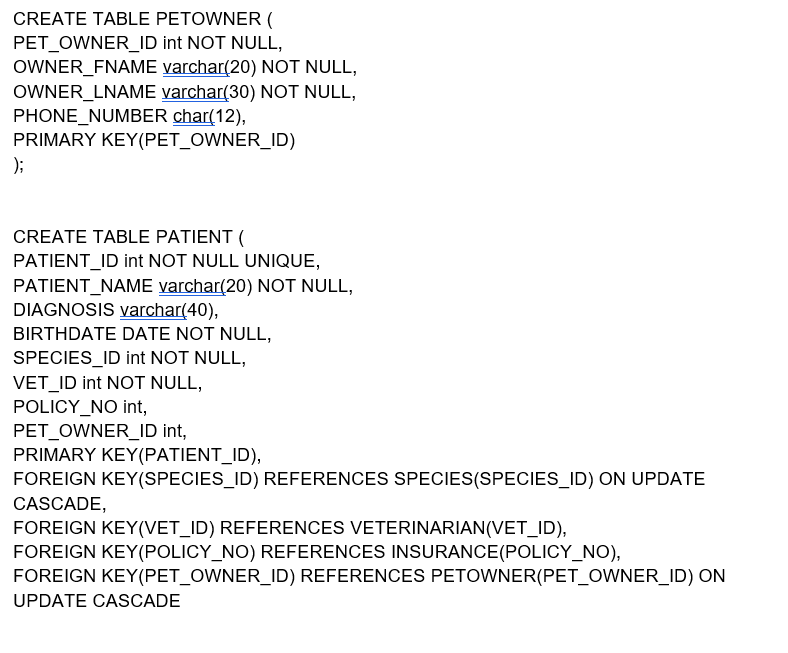 CREATE TABLE PETOWNER (
PET_OWNER_ID int NOT NULL,
OWNER_FNAME varchar(20) NOT NULL,
OWNER_LNAME varchar(30) NOT NULL,
PHONE_NUMBER char(12),
PRIMARY KEY(PET_OWNER_ID)
);
CREATE TABLE PATIENT (
PATIENT_ID int NOT NULL UNIQUE,
PATIENT_NAME varchar(20) NOT NULL,
DIAGNOSIS varchar(40),
BIRTHDATE DATE NOT NULL,
SPECIES_ID int NOT NULL,
VET_ID int NOT NULL,
POLICY_NO int,
PET_OWNER_ID int,
PRIMARY KEY(PATIENT_ID),
FOREIGN KEY(SPECIES_ID) REFERENCES SPECIES(SPECIES_ID) ON UPDATE
CASCADE,
FOREIGN KEY(VET_ID) REFERENCES VETERINARIAN(VET_ID),
FOREIGN KEY(POLICY_NO) REFERENCES INSURANCE(POLICY_NO),
FOREIGN KEY(PET_OWNER_ID) REFERENCES PETOWNER(PET_OWNER_ID) ON
UPDATE CASCADE